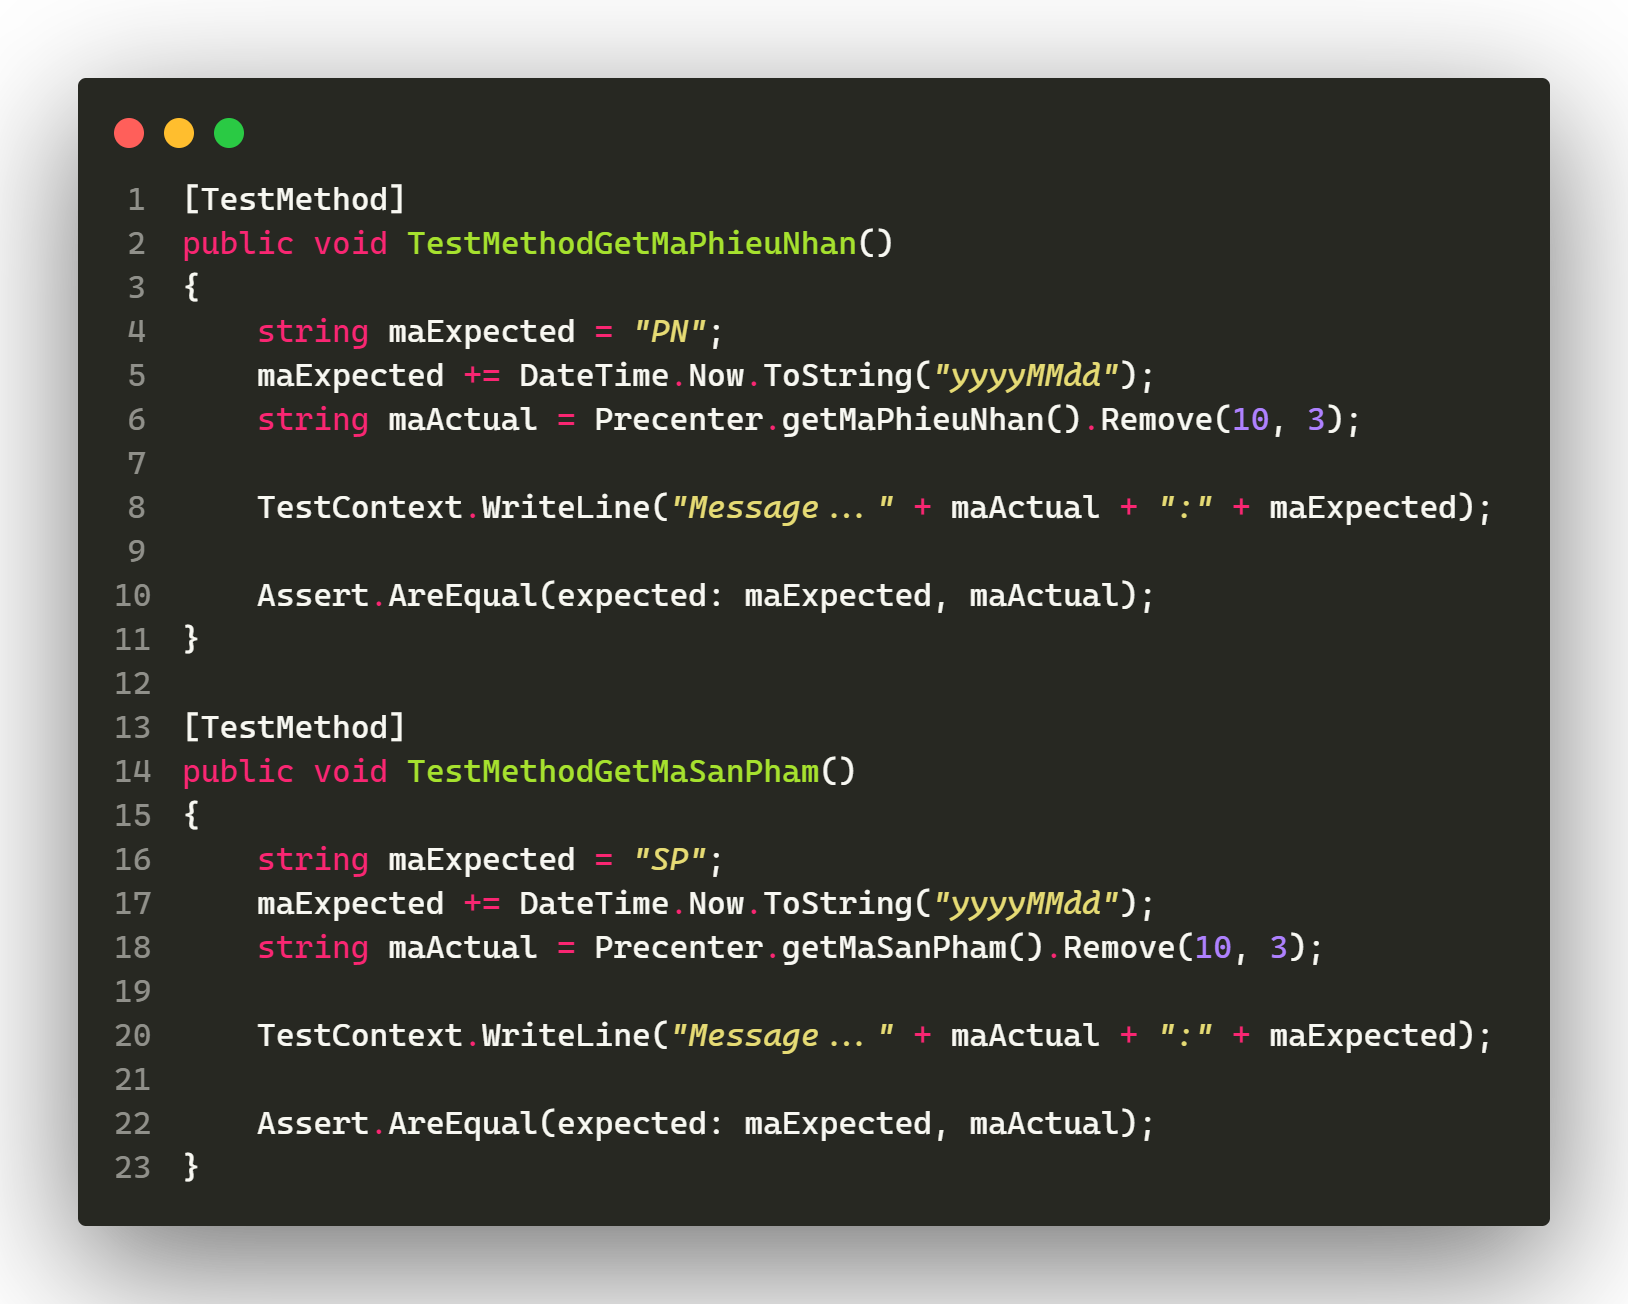 1 [TestMethod]
2 public void TestMethodGetMaPhieuNhan()
3 {
4     string maExpected = "PN";
5     maExpected += DateTime.Now.ToString("yyyyMMdd");
6     string maActual = Precenter.getMaPhieuNhan().Remove(10, 3);
7
8     TestContext.WriteLine("Message..." + maActual + ":" + maExpected);
9
10     Assert.AreEqual(expected: maExpected, maActual);
11 }
12
13 [TestMethod]
14 public void TestMethodGetMaSanPham()
15 {
16     string maExpected = "SP";
17     maExpected += DateTime.Now.ToString("yyyyMMdd");
18     string maActual = Precenter.getMaSanPham().Remove(10, 3);
19
20     TestContext.WriteLine("Message..." + maActual + ":" + maExpected);
21
22     Assert.AreEqual(expected: maExpected, maActual);
23 }